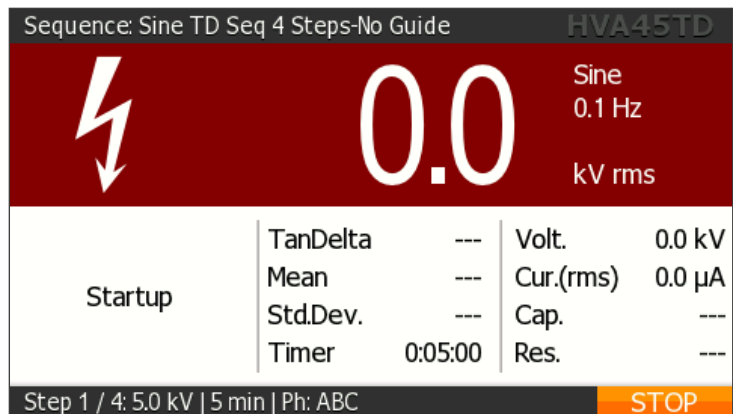 Sequence: Sine TD Seq 4 Steps-No Guide HVA45TD
0.0
Sine
0.1 Hz
kV rms
Startup
TanDelta ---
Mean ---
Std.Dev. ---
Timer 0:05:00
Volt. 0.0 kV
Cur.(rms) 0.0 µA
Cap. ---
Res. ---
Step 1 / 4: 5.0 kV | 5 min | Ph: ABC STOP